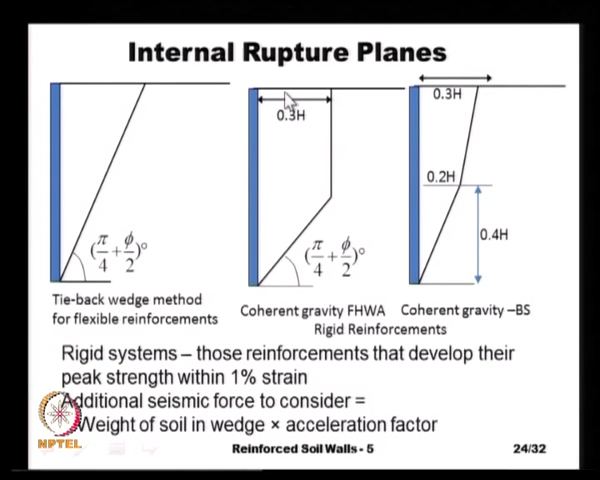 Internal Rupture Planes
0.3H
0.3H
0.2H
0.4H
(π/4+ϕ/2)°
(π/4+ϕ/2)°
Tie-back wedge method
for flexible reinforcements
Coherent gravity FHWA Coherent gravity –BS
Rigid Reinforcements
Rigid systems – those reinforcements that develop their
peak strength within 1% strain
Additional seismic force to consider =
Weight of soil in wedge × acceleration factor
NPTEL
Reinforced Soil Walls - 5
24/32